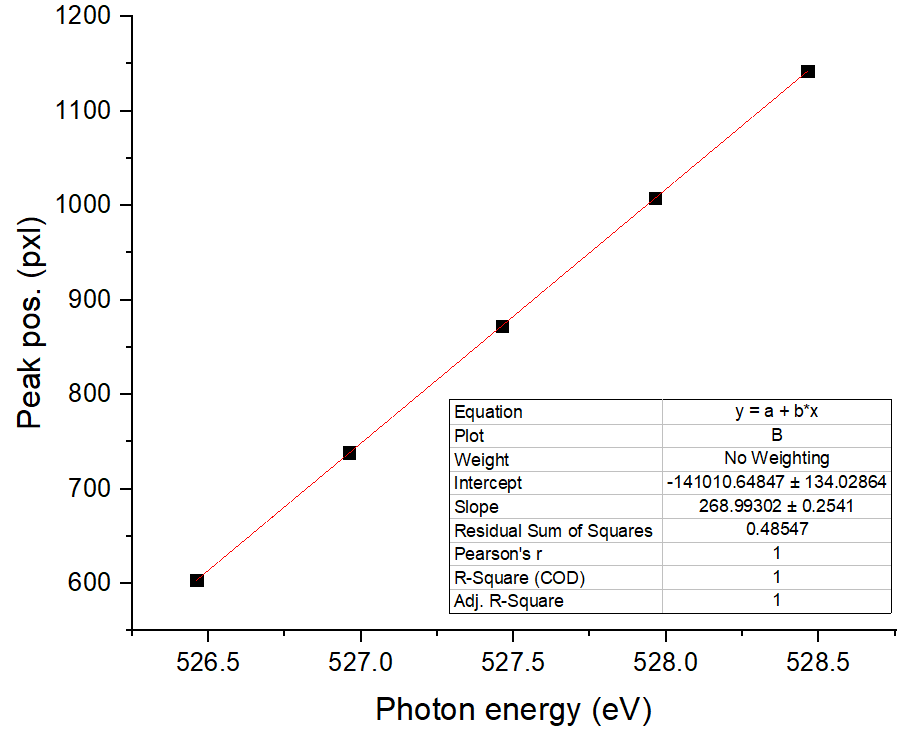 1200
1100
1000
900
800
700
600
Peak pos. (pxl)
Equation y = a + b*x
Plot B
Weight No Weighting
Intercept -141010.64847 ± 134.02864
Slope 268.99302 ± 0.2541
Residual Sum of Squares 0.48547
Pearson's r 1
R-Square (COD) 1
Adj. R-Square 1
526.5 527.0 527.5 528.0 528.5
Photon energy (eV)